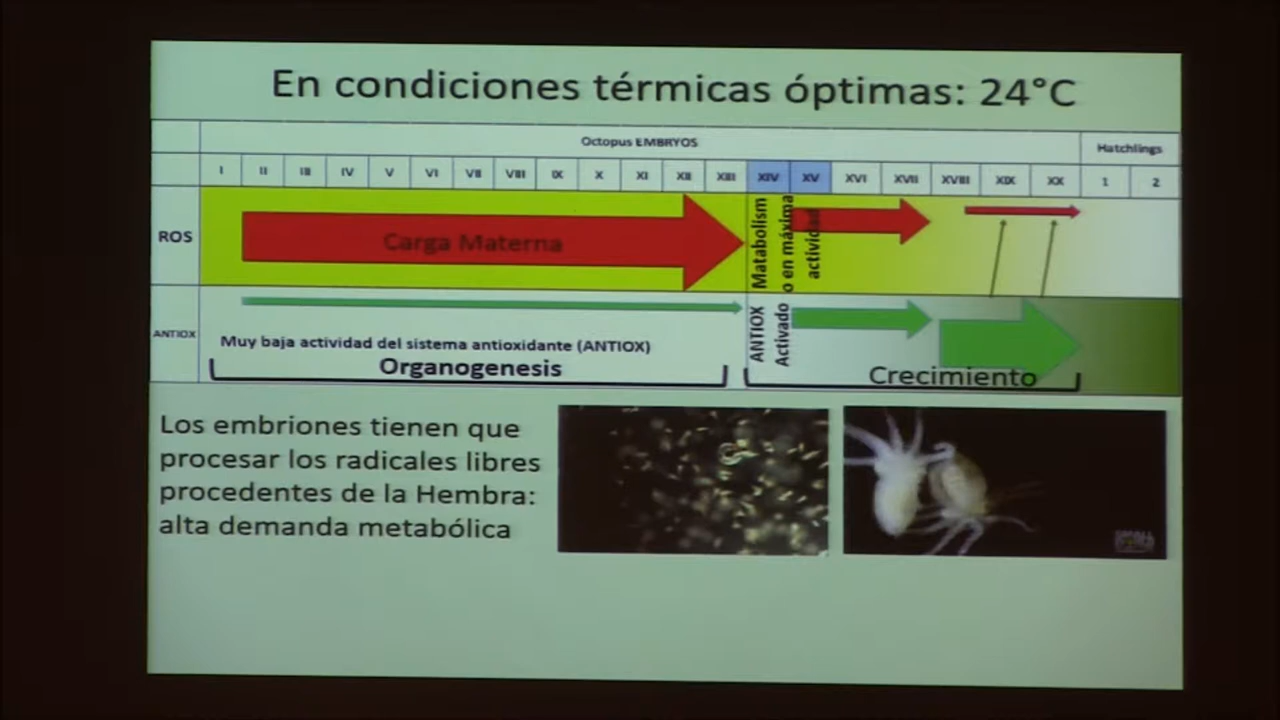 En condiciones térmicas óptimas: 24°C
Octopus EMBRYOS
Hatchlings
I II III IV V VI VII VIII IX X XI XII XIII XIV XV XVI XVII XVIII XIX XX 1 2
ROS
Carga Materna
Metabolism
o en máxima
actividad
ANTIOX
ANTIOX
Activado
Muy baja actividad del sistema antioxidante (ANTIOX)
Organogenesis
Crecimiento
Los embriones tienen que
procesar los radicales libres
procedentes de la Hembra:
alta demanda metabólica
SMALL